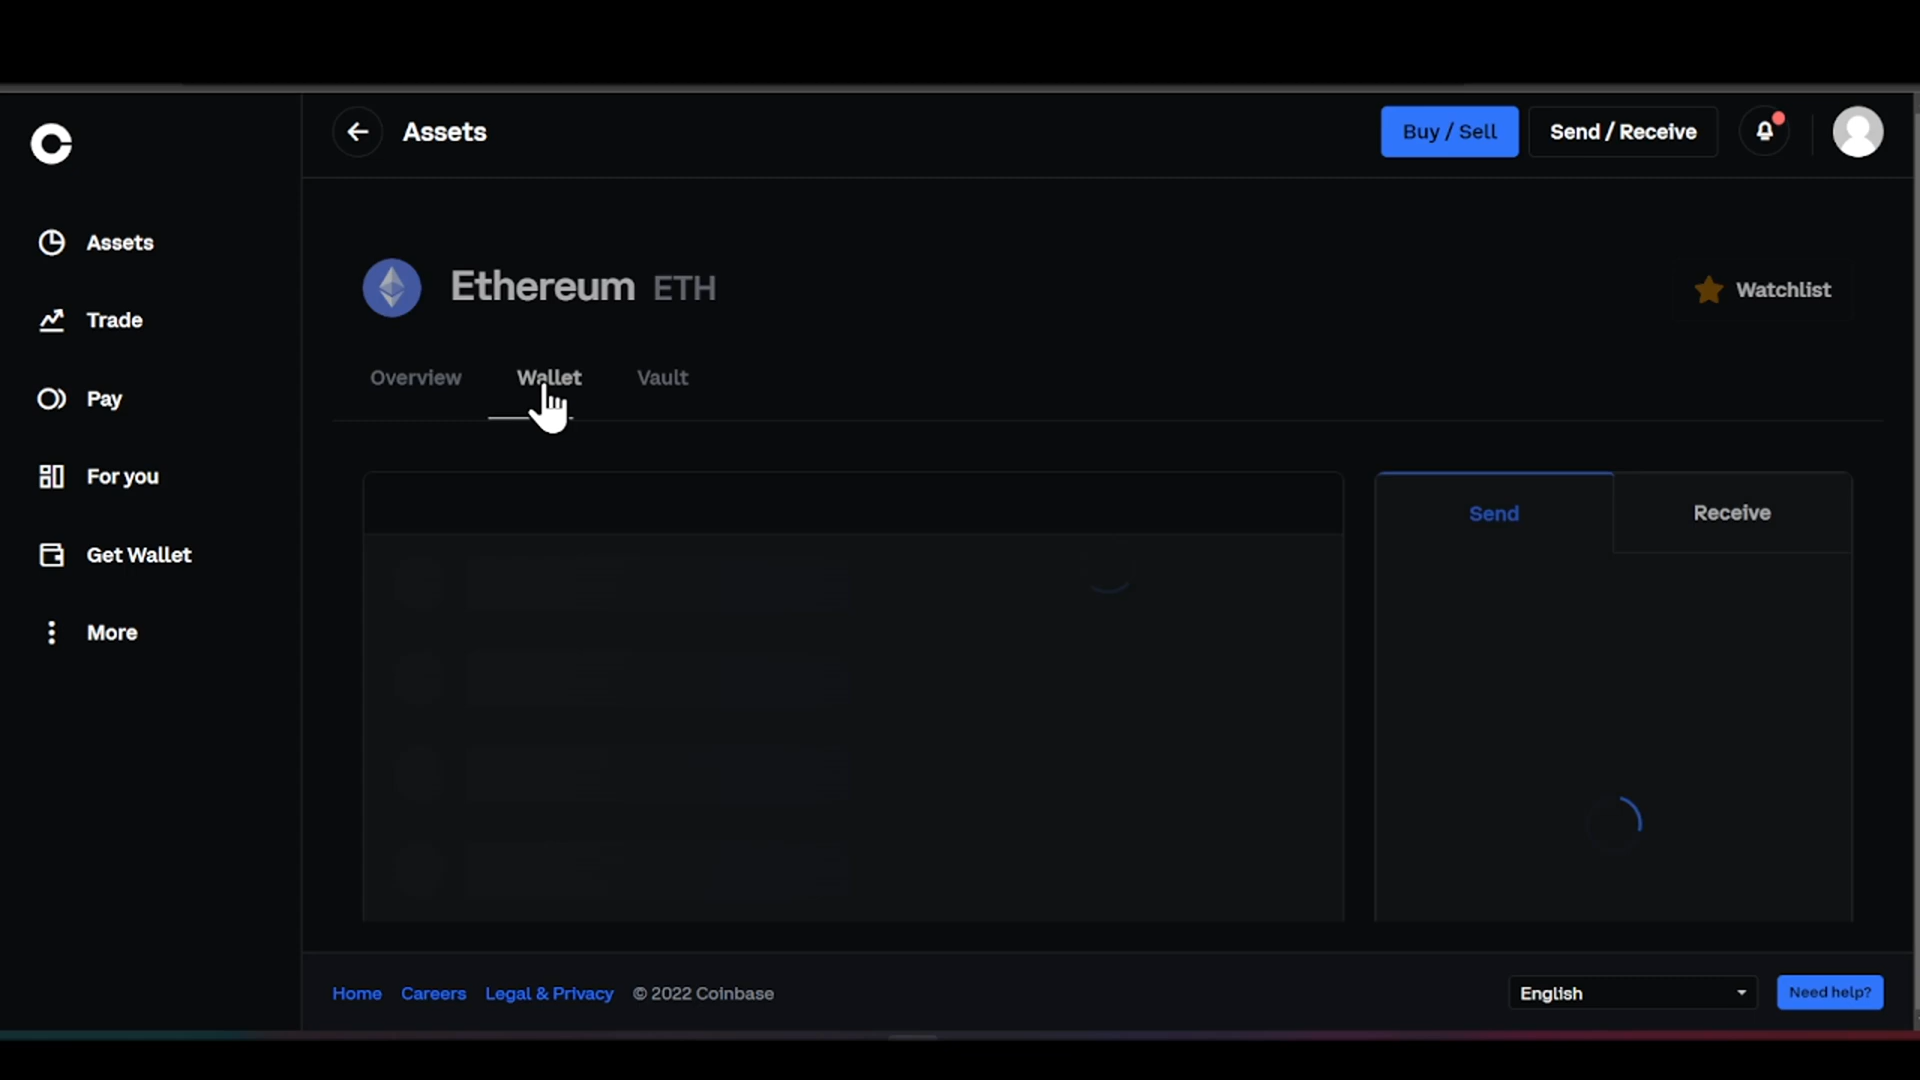 Assets
Buy / Sell
Send / Receive
Assets
Trade
Pay
For you
Get Wallet
More
Ethereum ETH
Watchlist
Overview
Wallet
Vault
Send
Receive
Home Careers Legal & Privacy © 2022 Coinbase
English
Need help?